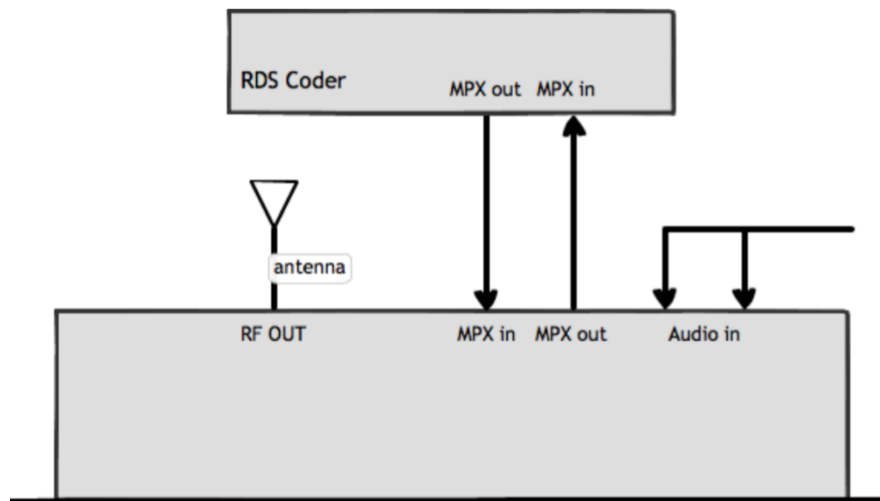 RDS Coder
MPX out MPX in
antenna
RF OUT MPX in MPX out Audio in